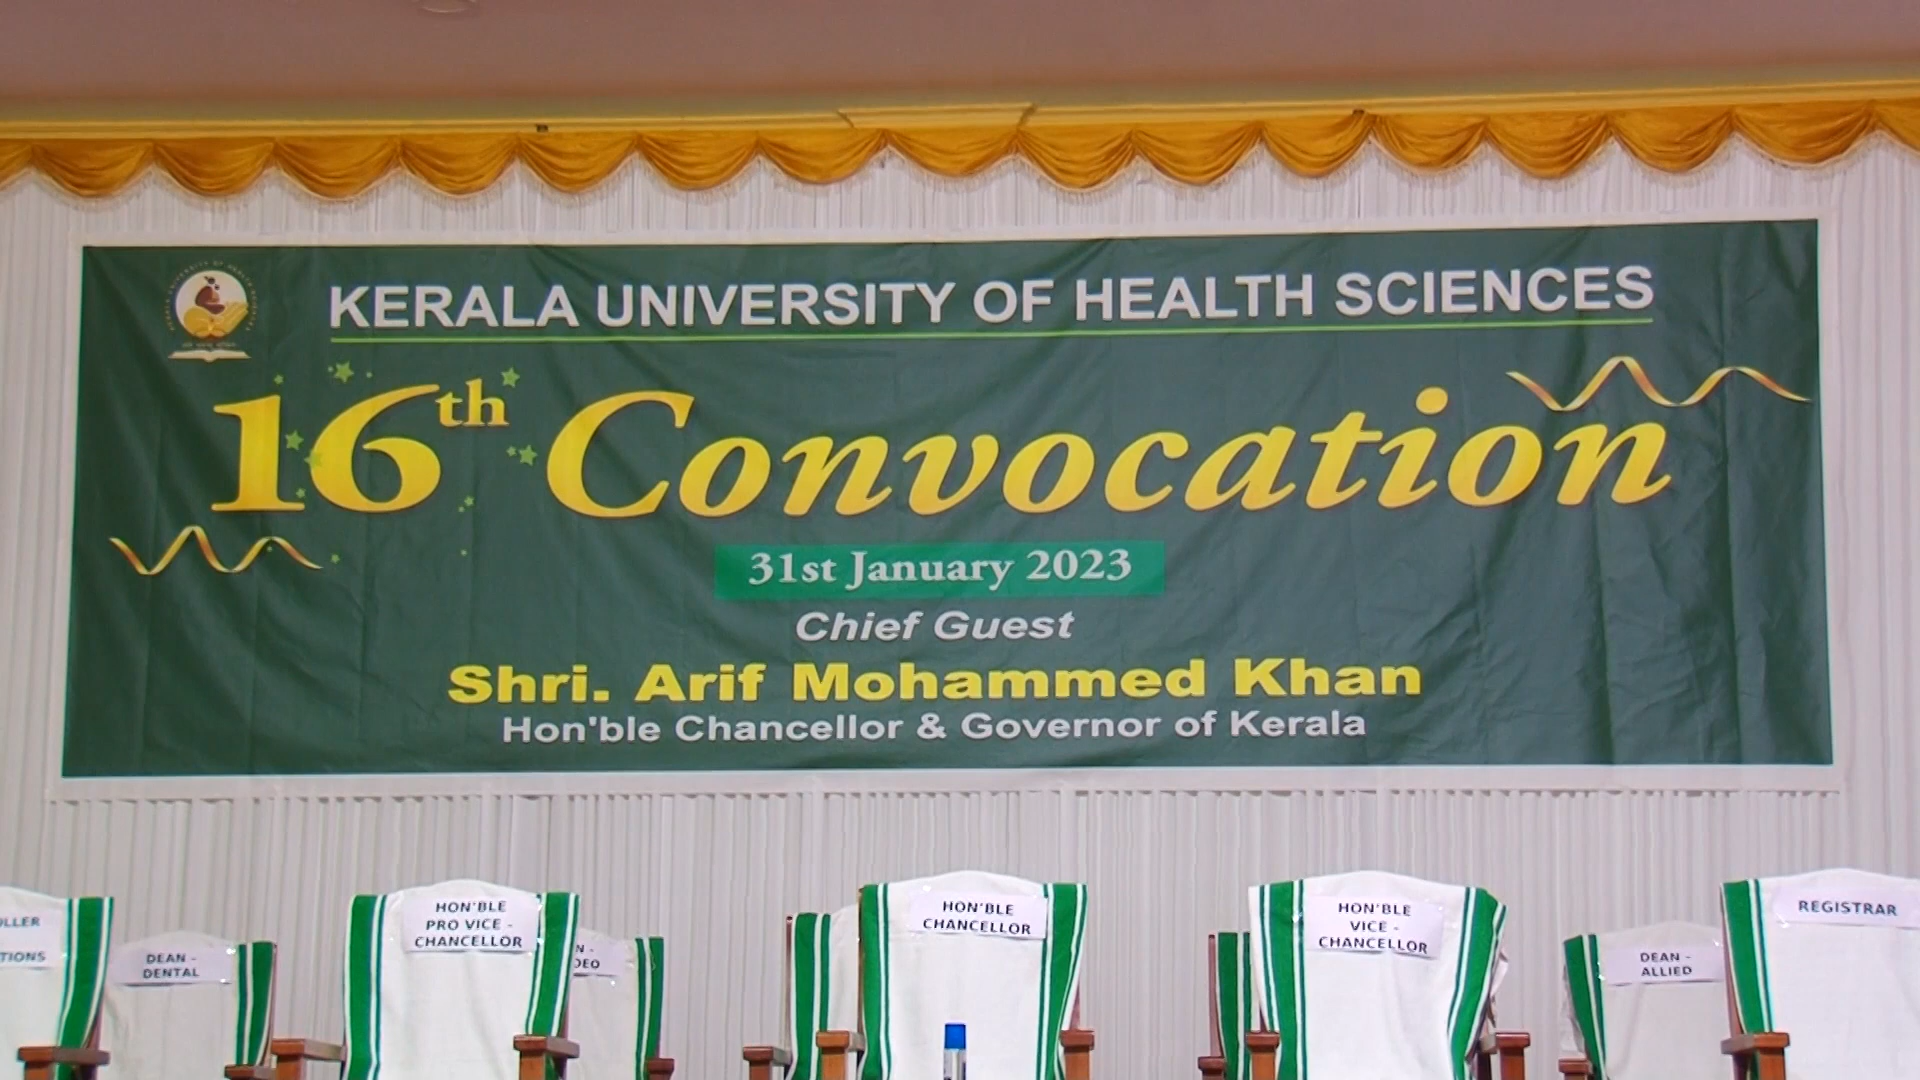 KERALA UNIVERSITY OF HEALTH SCIENCES
16th Convocation
31st January 2023
Chief Guest
Shri. Arif Mohammed Khan
Hon'ble Chancellor & Governor of Kerala
DEAN -
DENTAL
HON'BLE
PRO VICE -
CHANCELLOR
HON'BLE
CHANCELLOR
HON'BLE
VICE -
CHANCELLOR
DEAN -
ALLIED
REGISTRAR